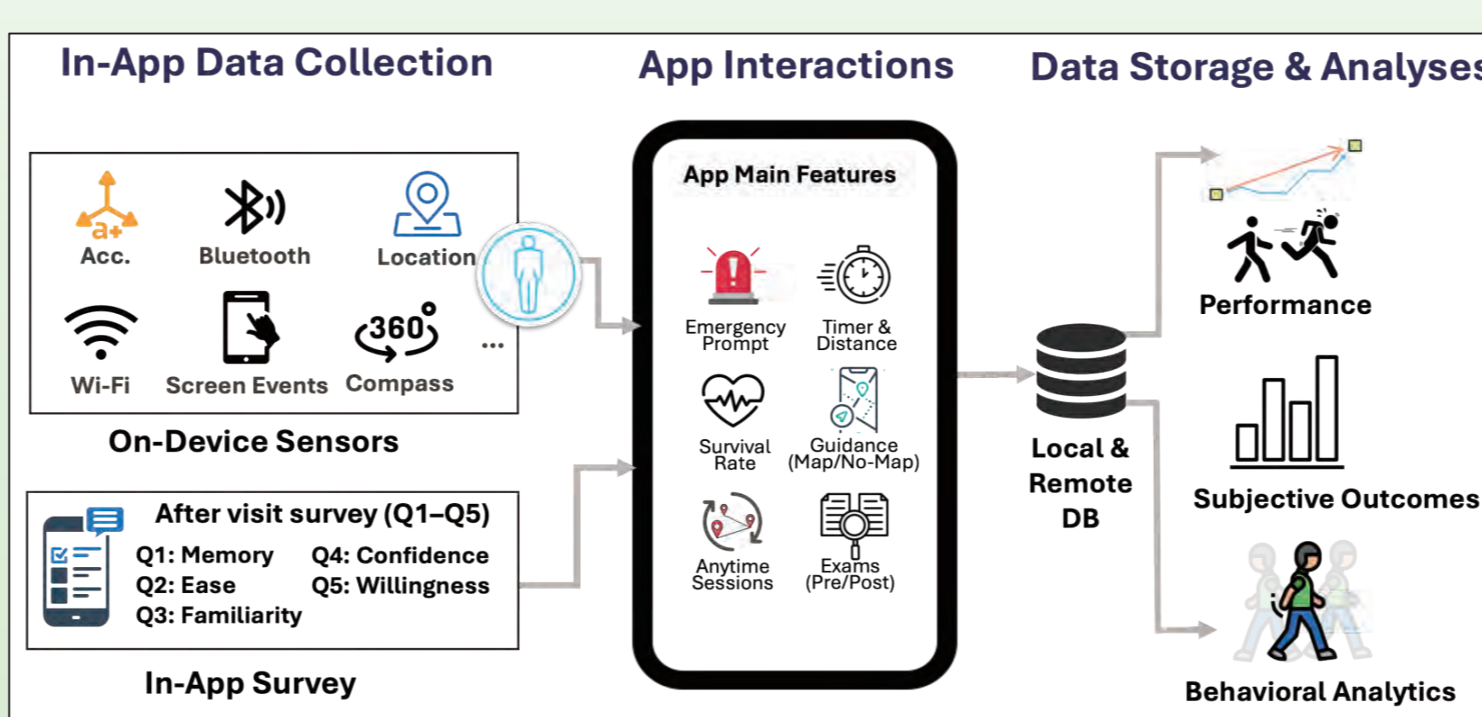 In-App Data Collection
App Interactions
Data Storage & Analyses
a+
Acc.
Bluetooth
Location
Wi-Fi
Screen Events
360°
Compass
...
On-Device Sensors
After visit survey (Q1–Q5)
Q1: Memory
Q4: Confidence
Q2: Ease
Q5: Willingness
Q3: Familiarity
In-App Survey
App Main Features
!
Emergency
Prompt
Timer &
Distance
Survival
Rate
Guidance
(Map/No-Map)
Anytime
Sessions
Exams
(Pre/Post)
Local &
Remote
DB
Performance
Subjective Outcomes
Behavioral Analytics